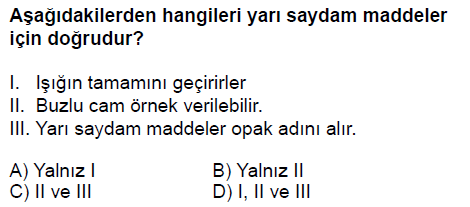 Aşağıdakilerden hangileri yarı saydam maddeler
için doğrudur?
I. Işığın tamamını geçirirler
II. Buzlu cam örnek verilebilir.
III. Yarı saydam maddeler opak adını alır.
A) Yalnız I B) Yalnız II
C) II ve III D) I, II ve III